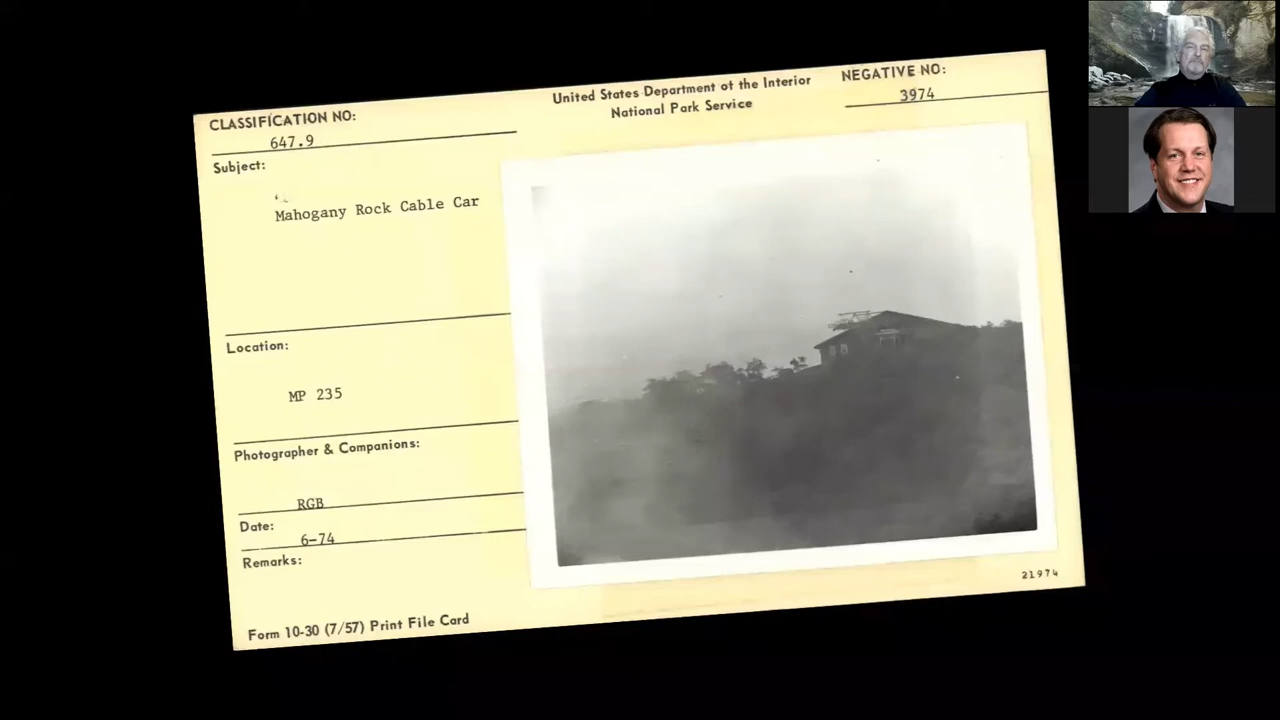 CLASSIFICATION NO:
647.9
United States Department of the Interior
National Park Service
NEGATIVE NO:
3974
Subject:
Mahogany Rock Cable Car
Location:
MP 235
Photographer & Companions:
RGB
Date:
6-74
Remarks:
21974
Form 10-30 (7/57) Print File Card